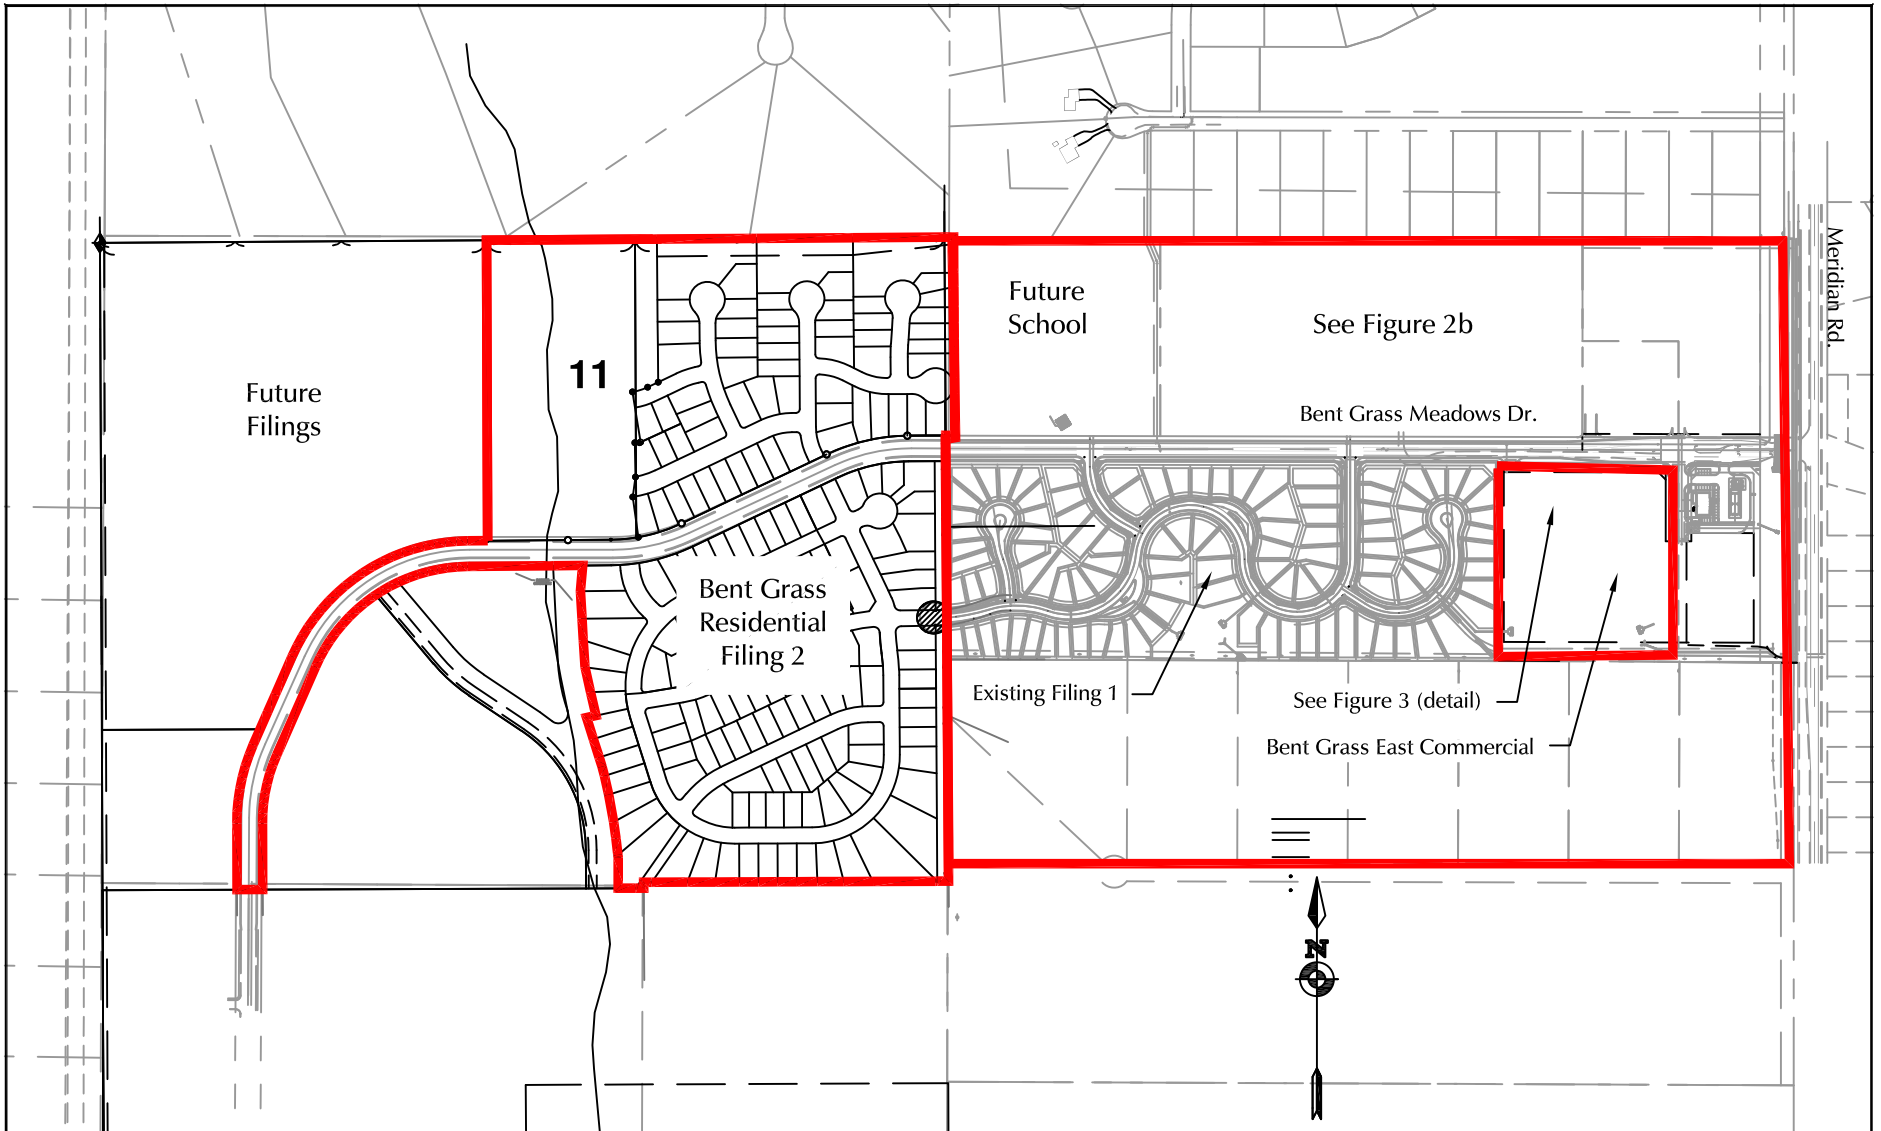 Future
School
See Figure 2b
Meridian Rd.
11
Future
Filings
Bent Grass Meadows Dr.
Bent Grass
Residential
Filing 2
Existing Filing 1
See Figure 3 (detail)
Bent Grass East Commercial
N